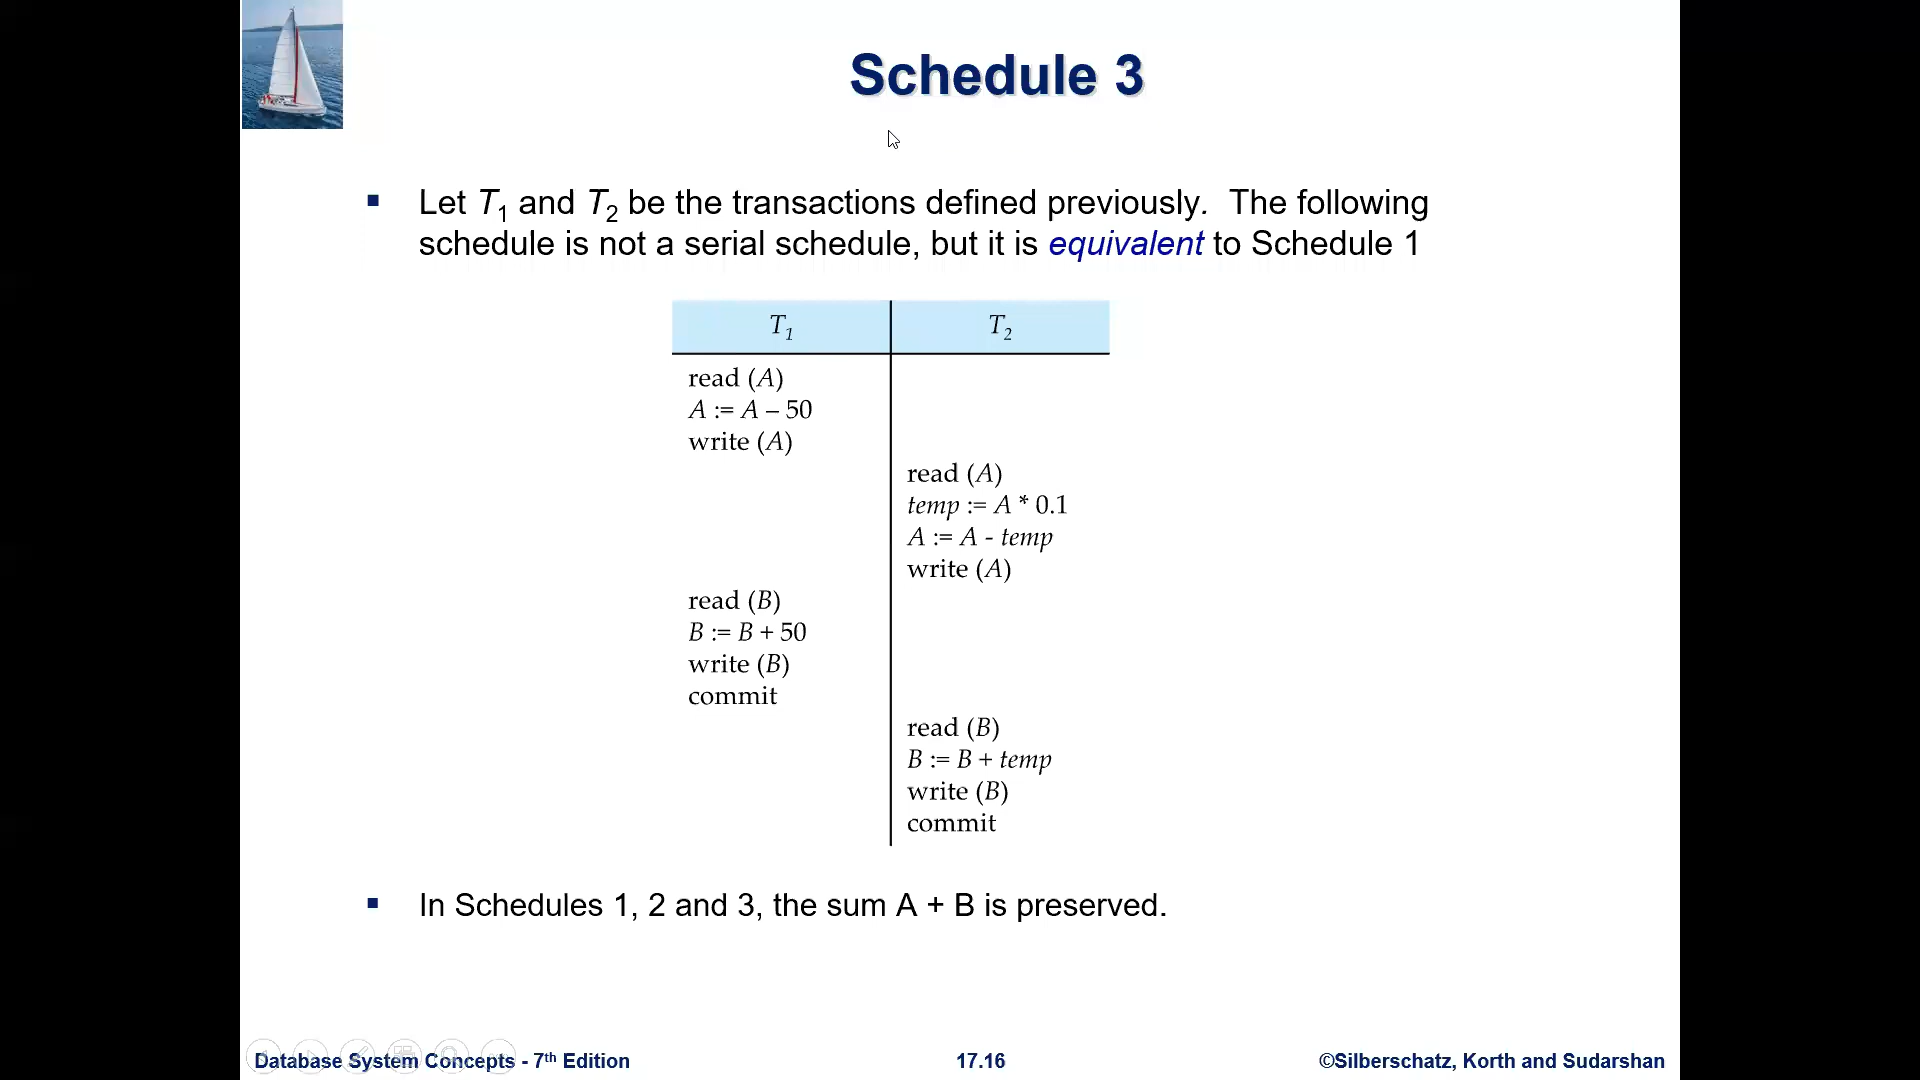 Schedule 3
▪ Let T1 and T2 be the transactions defined previously. The following
schedule is not a serial schedule, but it is equivalent to Schedule 1
T1 T2
read (A)
A := A – 50
write (A)
read (A)
temp := A * 0.1
A := A - temp
write (A)
read (B)
B := B + 50
write (B)
commit
read (B)
B := B + temp
write (B)
commit
▪ In Schedules 1, 2 and 3, the sum A + B is preserved.
Database System Concepts - 7th Edition 17.16 ©Silberschatz, Korth and Sudarshan